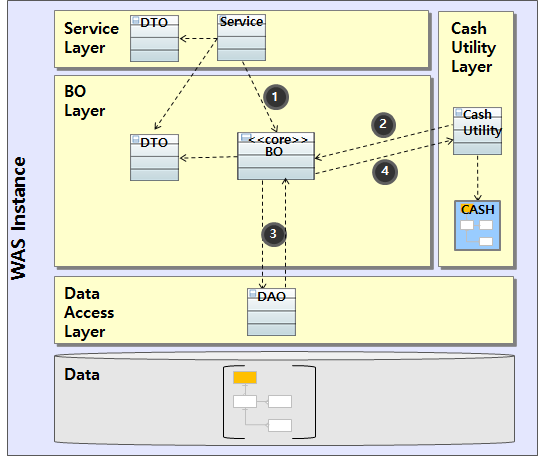 WAS Instance
Service
Layer
DTO
Service
Cash
Utility
Layer
BO
Layer
1
2
DTO
<<core>>
BO
Cash
Utility
4
CASH
3
Data
Access
Layer
DAO
Data